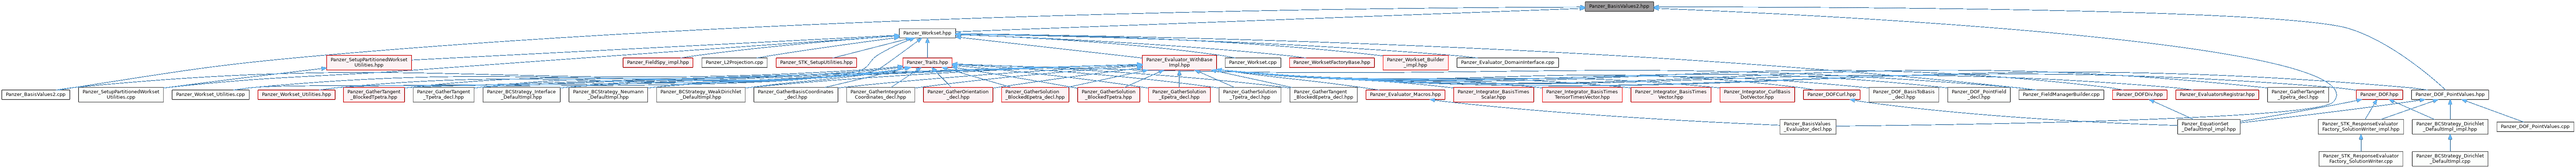 Panzer_BasisValues2.hpp
Panzer_Workset.hpp
Panzer_SetupPartitionedWorkset
Utilities.hpp
Panzer_FieldSpy_impl.hpp
Panzer_L2Projection.cpp
Panzer_STK_SetupUtilities.hpp
Panzer_Traits.hpp
Panzer_Evaluator_WithBase
Impl.hpp
Panzer_Workset.cpp
Panzer_WorksetFactoryBase.hpp
Panzer_Workset_Builder
_impl.hpp
Panzer_Evaluator_DomainInterface.cpp
Panzer_BasisValues2.cpp
Panzer_SetupPartitionedWorkset
Utilities.cpp
Panzer_Workset_Utilities.cpp
Panzer_Workset_Utilities.hpp
Panzer_GatherTangent
_BlockedTpetra.hpp
Panzer_GatherTangent
_Tpetra_decl.hpp
Panzer_BCStrategy_Interface
_DefaultImpl.hpp
Panzer_BCStrategy_Neumann
_DefaultImpl.hpp
Panzer_BCStrategy_WeakDirichlet
_DefaultImpl.hpp
Panzer_GatherBasisCoordinates
_decl.hpp
Panzer_GatherIntegration
Coordinates_decl.hpp
Panzer_GatherOrientation
_decl.hpp
Panzer_GatherSolution
_BlockedEpetra_decl.hpp
Panzer_GatherSolution
_BlockedTpetra.hpp
Panzer_GatherSolution
_Epetra_decl.hpp
Panzer_GatherSolution
_Tpetra_decl.hpp
Panzer_GatherTangent
_BlockedEpetra_decl.hpp
Panzer_Evaluator_Macros.hpp
Panzer_Integrator_BasisTimes
Scalar.hpp
Panzer_Integrator_BasisTimes
TensorTimesVector.hpp
Panzer_Integrator_BasisTimes
Vector.hpp
Panzer_Integrator_CurlBasis
DotVector.hpp
Panzer_DOFCurl.hpp
Panzer_DOF_BasisToBasis
_decl.hpp
Panzer_DOF_PointField
_decl.hpp
Panzer_FieldManagerBuilder.cpp
Panzer_DOFDiv.hpp
Panzer_EvaluatorsRegistrar.hpp
Panzer_GatherTangent
_Epetra_decl.hpp
Panzer_DOF.hpp
Panzer_DOF_PointValues.hpp
Panzer_BasisValues
_Evaluator_decl.hpp
Panzer_EquationSet
_DefaultImpl_impl.hpp
Panzer_STK_ResponseEvaluator
Factory_SolutionWriter_impl.hpp
Panzer_BCStrategy_Dirichlet
_DefaultImpl_impl.hpp
Panzer_DOF_PointValues.cpp
Panzer_STK_ResponseEvaluator
Factory_SolutionWriter.cpp
Panzer_BCStrategy_Dirichlet
_DefaultImpl.cpp